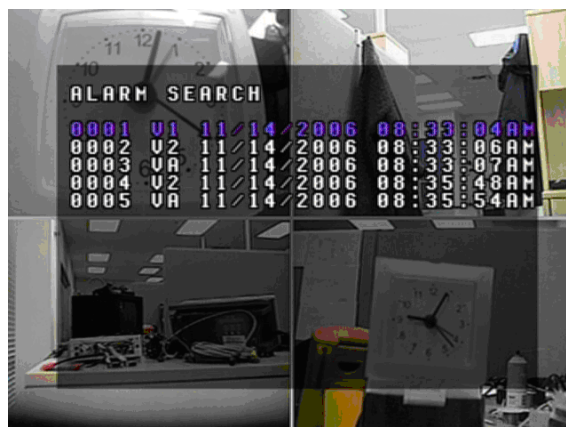 ALARM SEARCH
0001 V1 11/14/2006 08:33:04AM
0002 V2 11/14/2006 08:33:06AM
0003 VA 11/14/2006 08:33:07AM
0004 V2 11/14/2006 08:35:48AM
0005 VA 11/14/2006 08:35:54AM